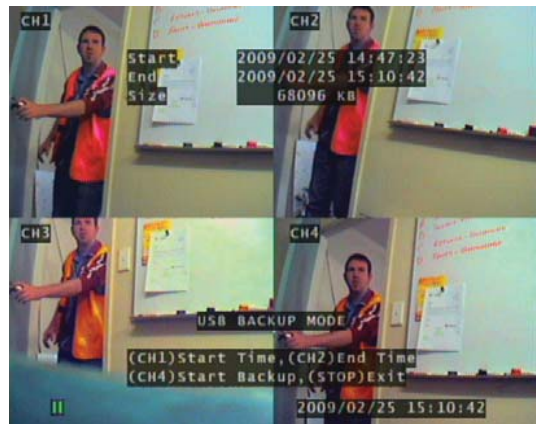 CH1
CH2
Start 2009/02/25 14:47:23
End 2009/02/25 15:10:42
Size 68096 KB
CH3
CH4
USB BACKUP MODE
(CH1)Start Time,(CH2)End Time
(CH4)Start Backup,(STOP)Exit
2009/02/25 15:10:42